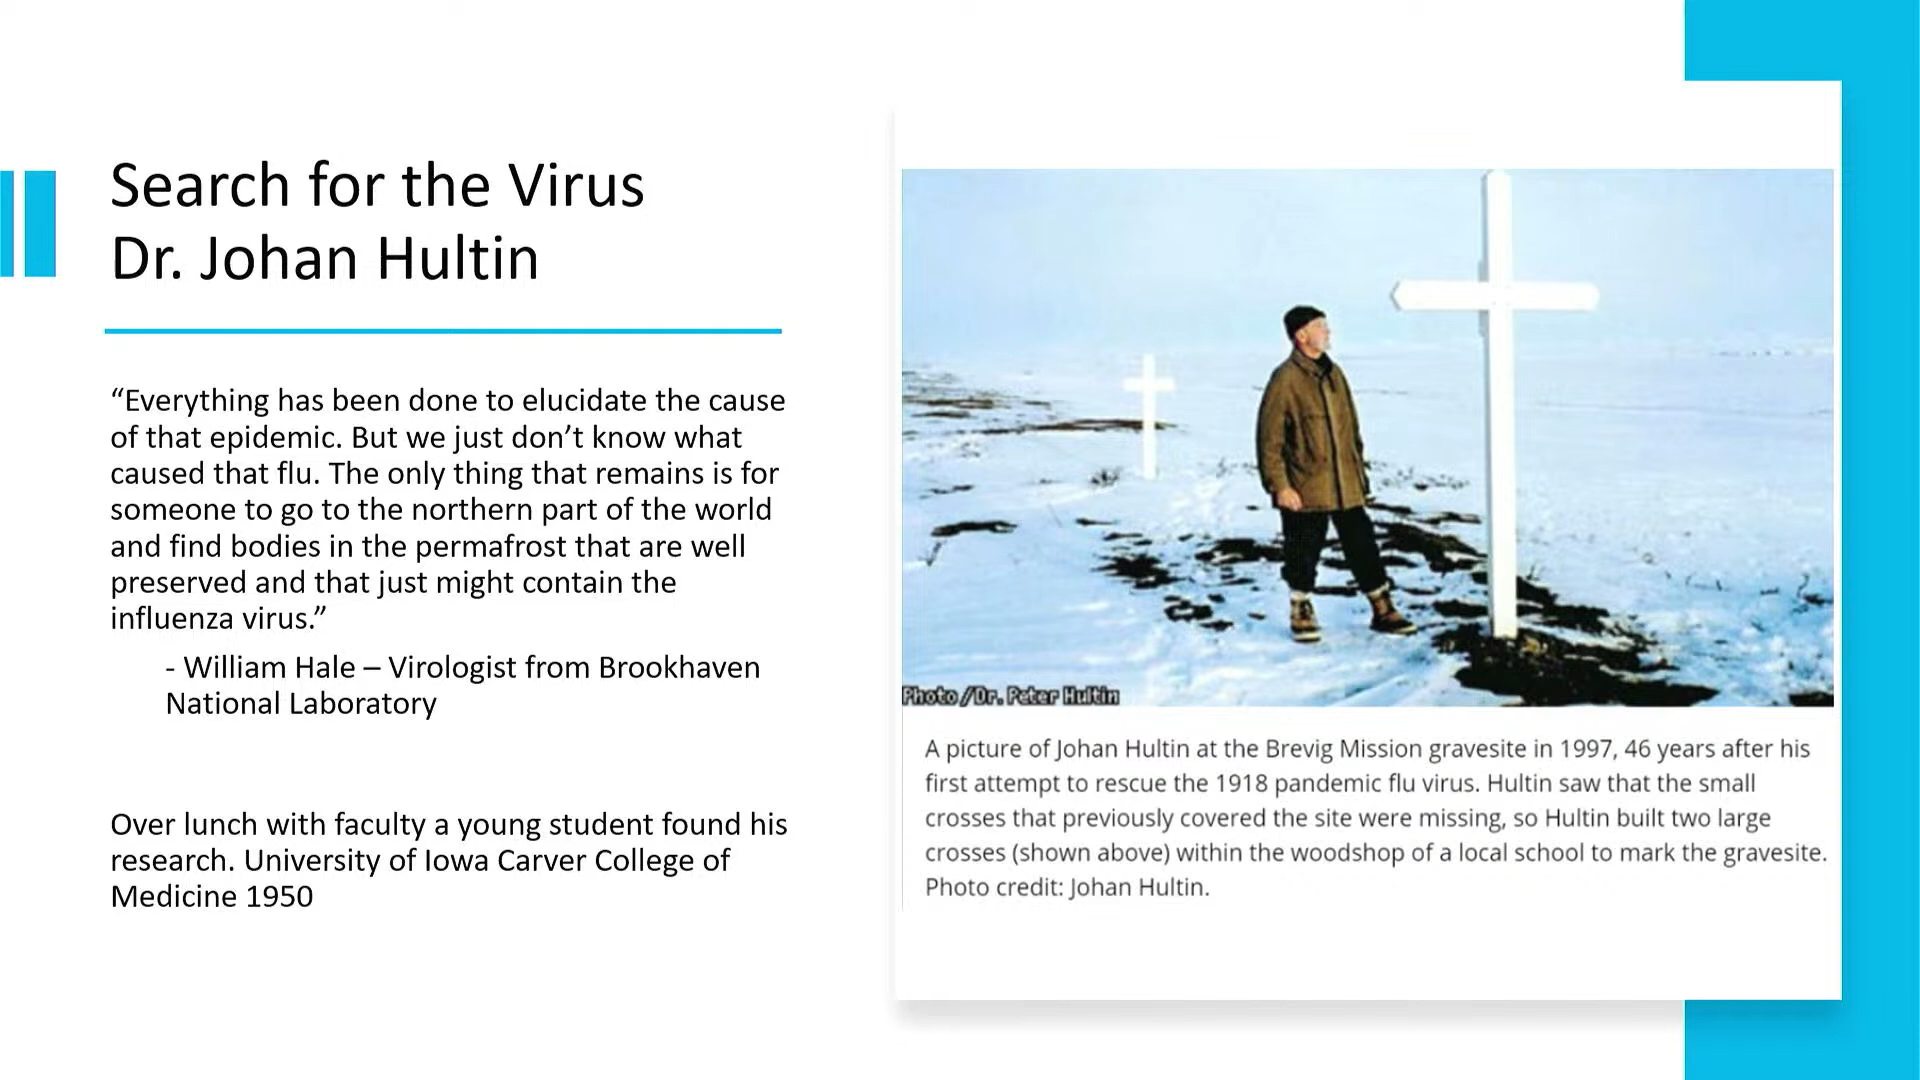 Search for the Virus
Dr. Johan Hultin
“Everything has been done to elucidate the cause
of that epidemic. But we just don’t know what
caused that flu. The only thing that remains is for
someone to go to the northern part of the world
and find bodies in the permafrost that are well
preserved and that just might contain the
influenza virus.”
- William Hale – Virologist from Brookhaven
National Laboratory
Over lunch with faculty a young student found his
research. University of Iowa Carver College of
Medicine 1950
Photo/Dr. Peter Hultin
A picture of Johan Hultin at the Brevig Mission gravesite in 1997, 46 years after his
first attempt to rescue the 1918 pandemic flu virus. Hultin saw that the small
crosses that previously covered the site were missing, so Hultin built two large
crosses (shown above) within the woodshop of a local school to mark the gravesite.
Photo credit: Johan Hultin.